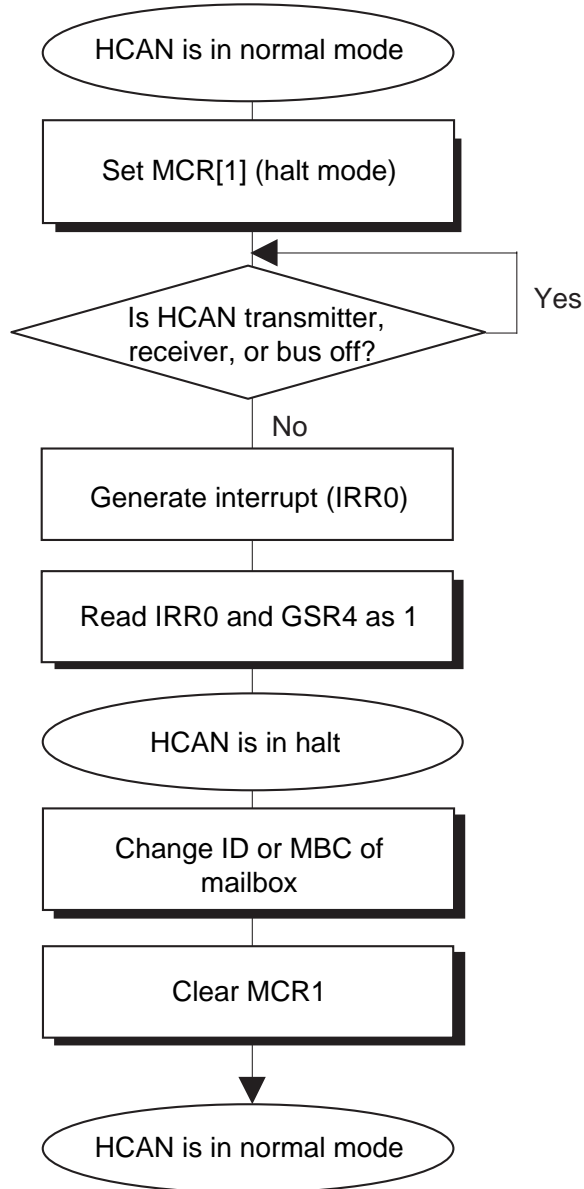 HCAN is in normal mode
Set MCR[1] (halt mode)
Is HCAN transmitter,
receiver, or bus off?
Yes
No
Generate interrupt (IRR0)
Read IRR0 and GSR4 as 1
HCAN is in halt
Change ID or MBC of
mailbox
Clear MCR1
HCAN is in normal mode